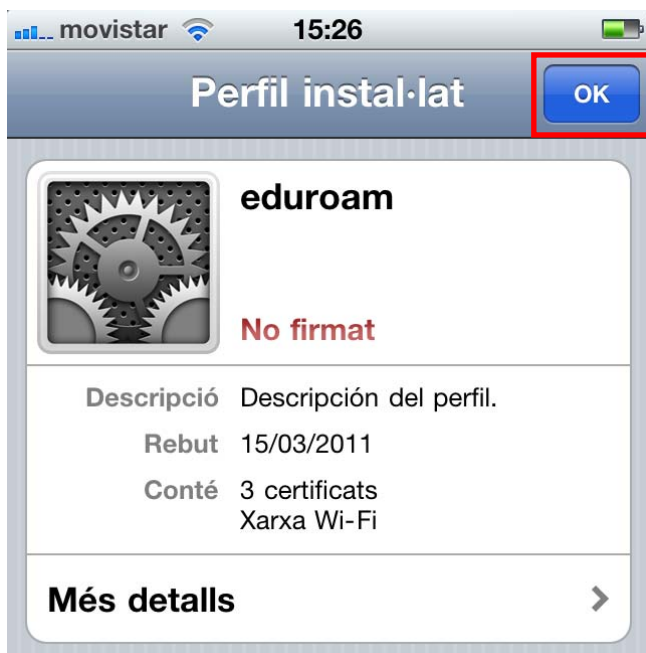 movistar 15:26
Perfil instal·lat OK
eduroam
No firmat
Descripció Descripción del perfil.
Rebut 15/03/2011
Conté 3 certificats
Xarxa Wi-Fi
Més detalls